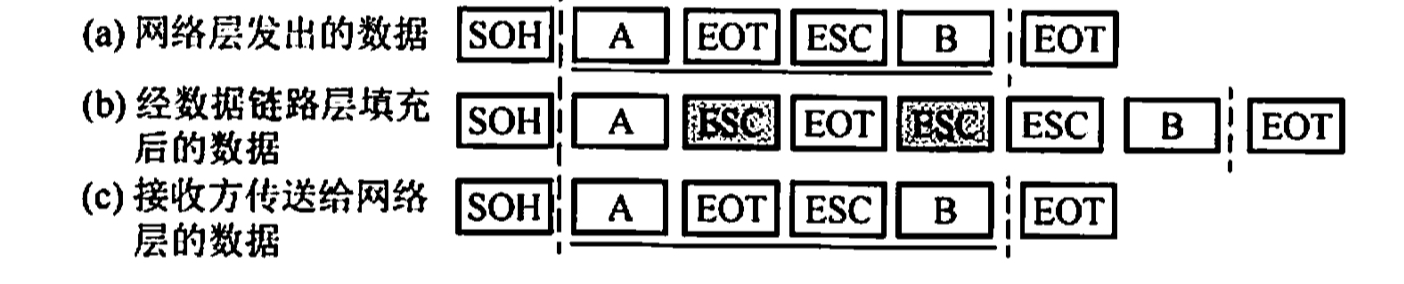 (a) 网络层发出的数据 SOH A EOT ESC B EOT
(b) 经数据链路层填充 SOH A ESC EOT ESC ESC B EOT
后的数据
(c) 接收方传送给网络 SOH A EOT ESC B EOT
层的数据